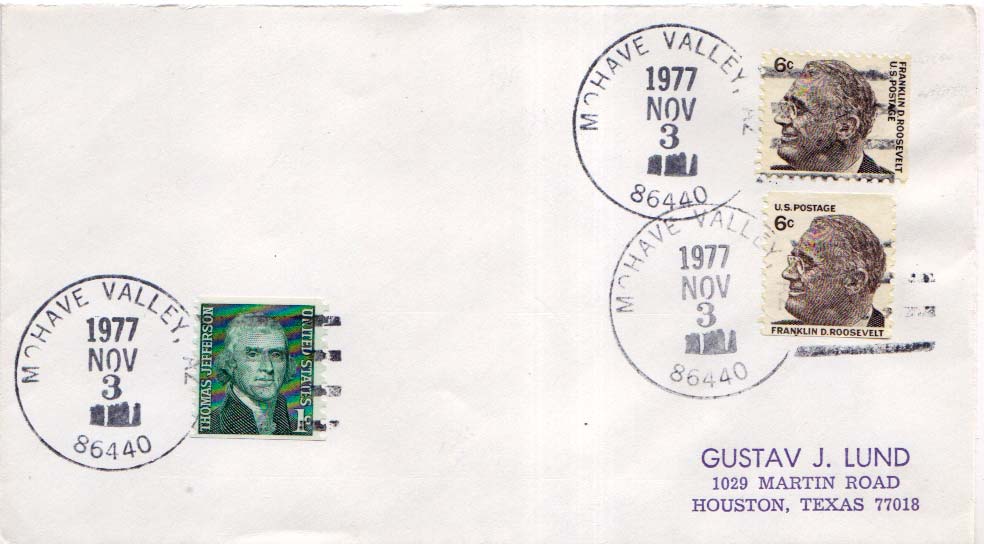 MOHAVE VALLEY, AZ
1977
NOV
3
86440
6c
FRANKLIN D. ROOSEVELT
U.S. POSTAGE
MOHAVE VALLEY,
1977
NOV
3
86440
U.S. POSTAGE
6c
FRANKLIN D. ROOSEVELT
MOHAVE VALLEY, AZ
1977
NOV
3
86440
THOMAS JEFFERSON
UNITED STATES
1c
GUSTAV J. LUND
1029 MARTIN ROAD
HOUSTON, TEXAS 77018